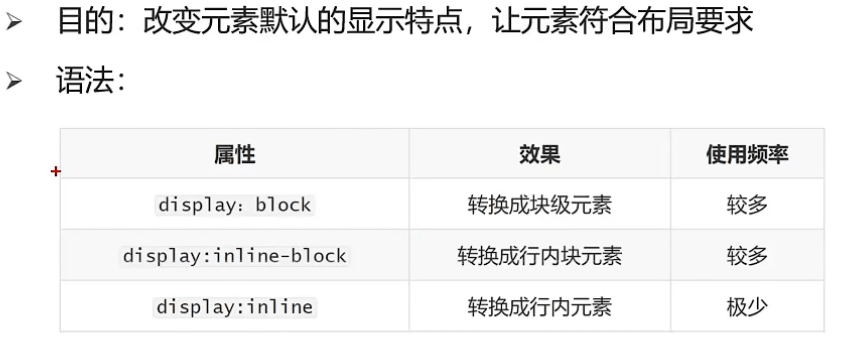 ➢ 目的：改变元素默认的显示特点，让元素符合布局要求
➢ 语法：
属性 效果 使用频率
display：block 转换成块级元素 较多
display:inline-block 转换成行内块元素 较多
display:inline 转换成行内元素 极少